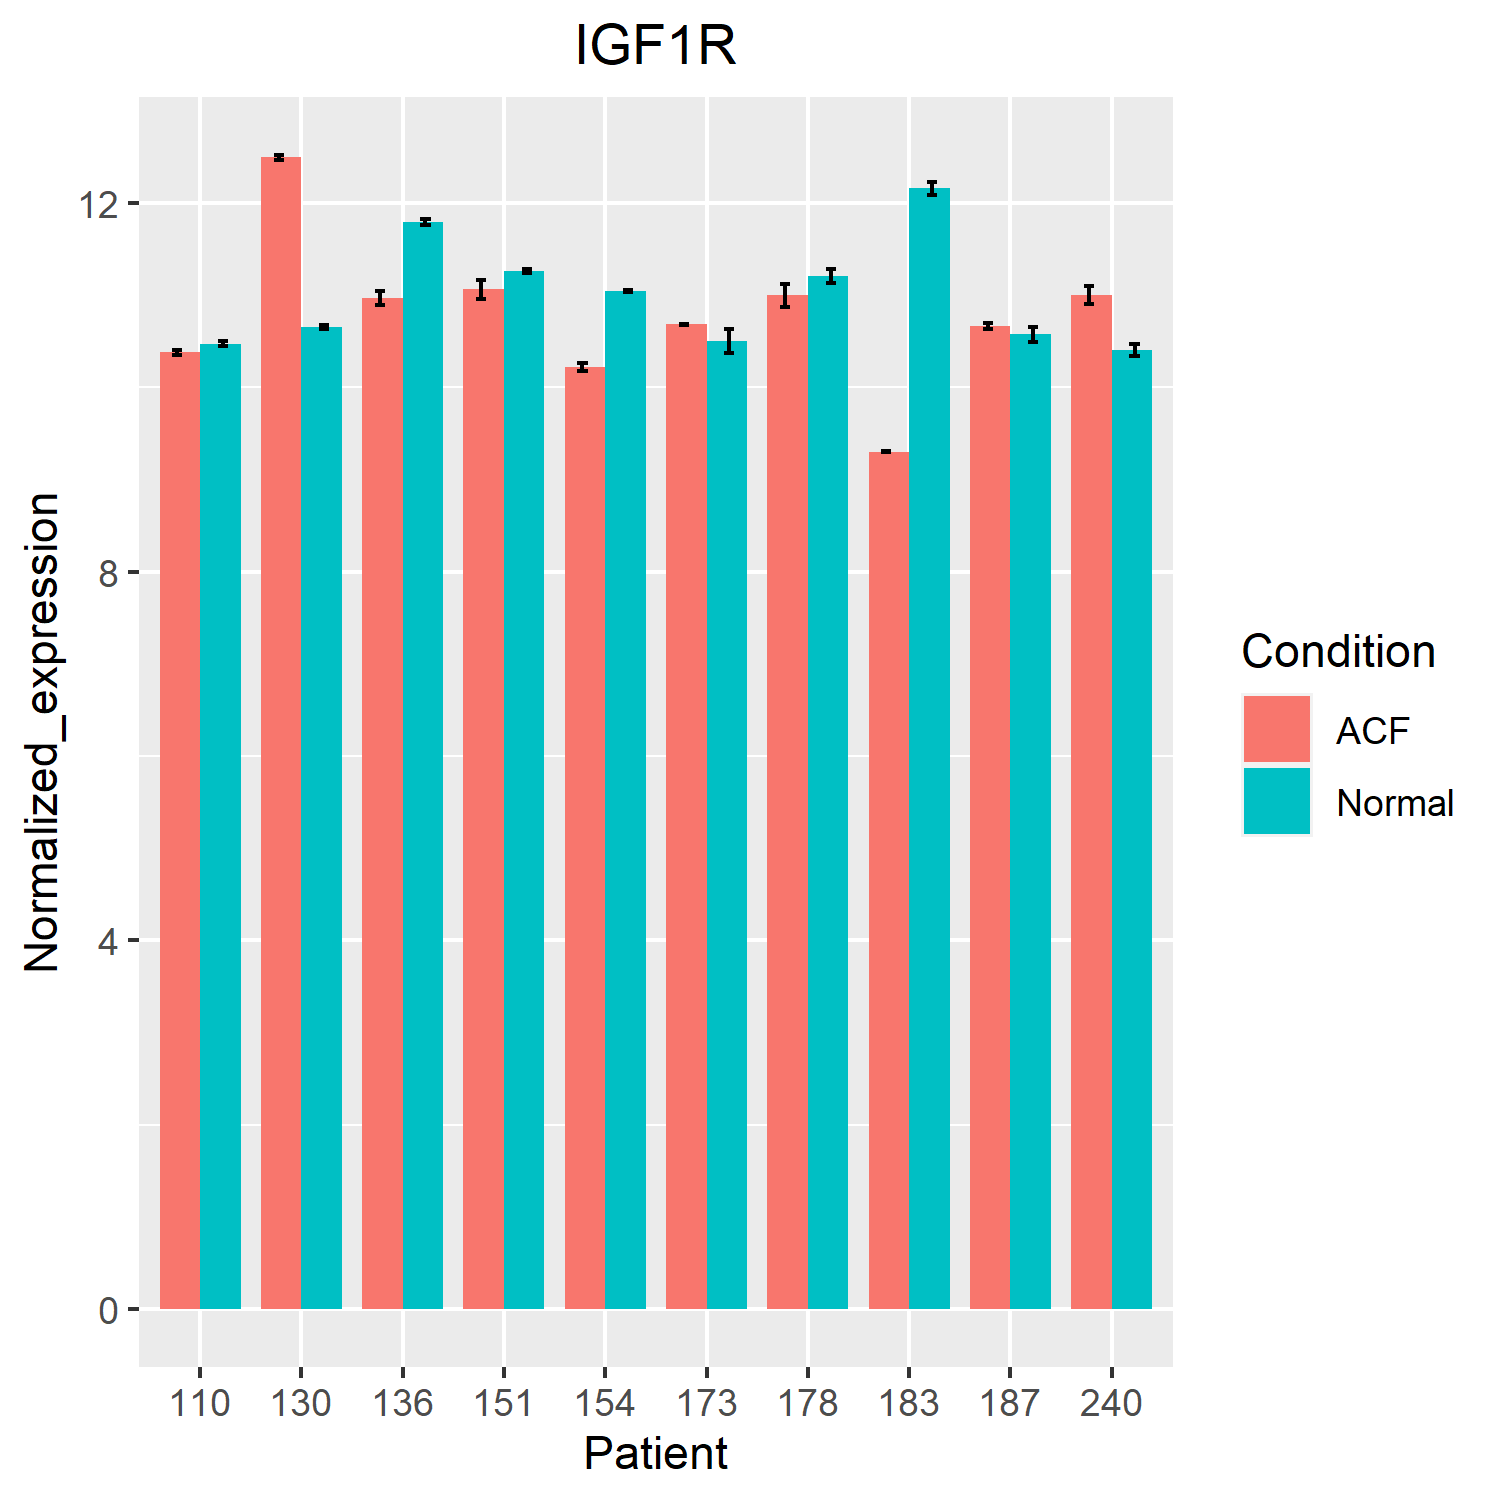 IGF1R
Normalized_expression
12
8
4
0
110 130 136 151 154 173 178 183 187 240
Patient
Condition
ACF
Normal